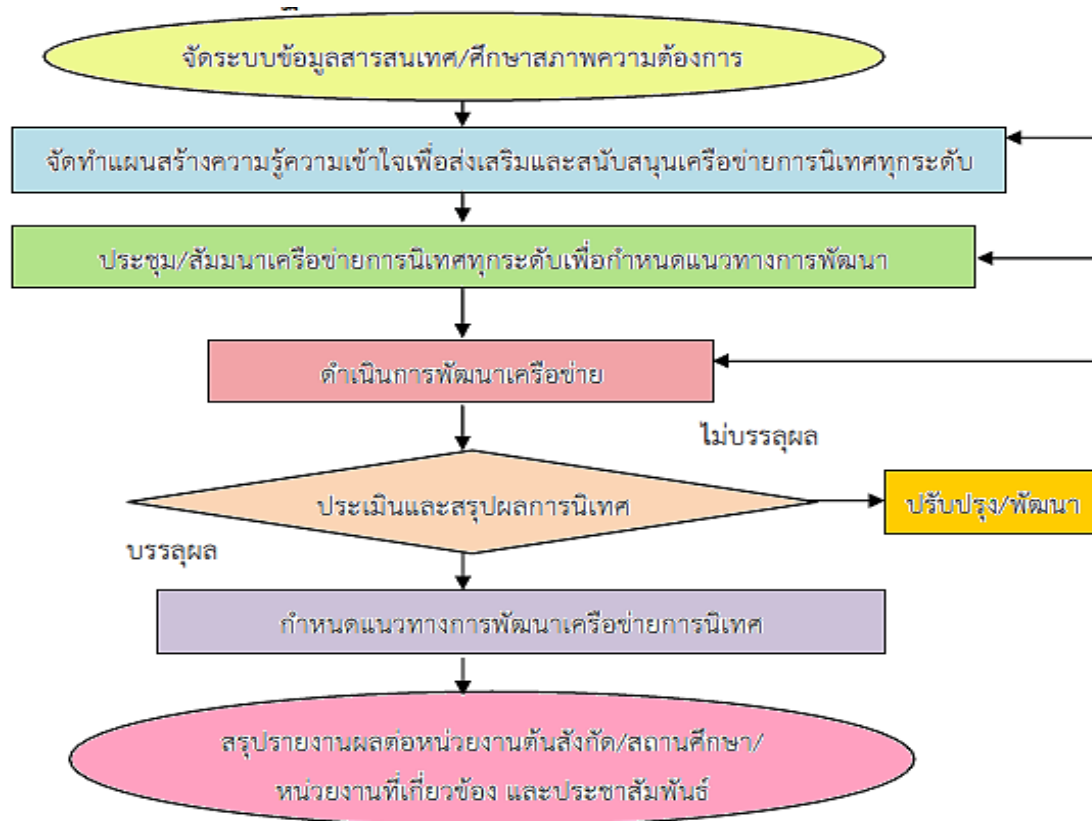 จัดระบบข้อมูลสารสนเทศ/ศึกษาสภาพความต้องการ
จัดทำแผนสร้างความรู้ความเข้าใจเพื่อส่งเสริมและสนับสนุนเครือข่ายการนิเทศทุกระดับ
ประชุม/สัมมนาเครือข่ายการนิเทศทุกระดับเพื่อกำหนดแนวทางการพัฒนา
ดำเนินการพัฒนาเครือข่าย
ไม่บรรลุผล
ประเมินและสรุปผลการนิเทศ
ปรับปรุง/พัฒนา
บรรลุผล
กำหนดแนวทางการพัฒนาเครือข่ายการนิเทศ
สรุปรายงานผลต่อหน่วยงานต้นสังกัด/สถานศึกษา/
หน่วยงานที่เกี่ยวข้อง และประชาสัมพันธ์